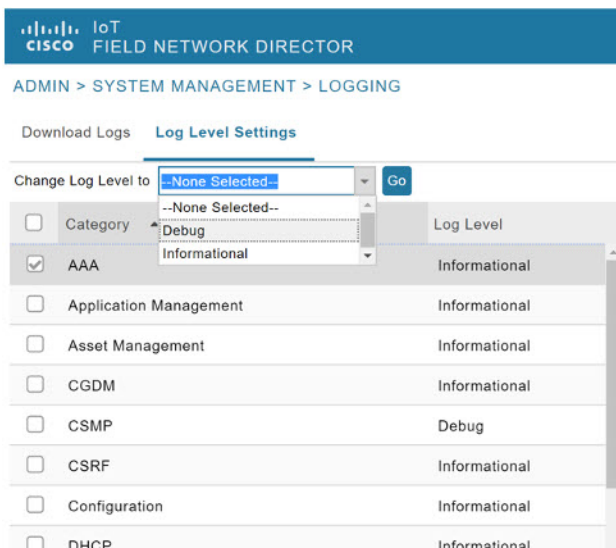 IoT
CISCO FIELD NETWORK DIRECTOR
ADMIN > SYSTEM MANAGEMENT > LOGGING
Download Logs Log Level Settings
Change Log Level to --None Selected-- Go
--None Selected--
Category Debug Log Level
Informational
AAA Informational
Application Management Informational
Asset Management Informational
CGDM Informational
CSMP Debug
CSRF Informational
Configuration Informational
DHCP Informational